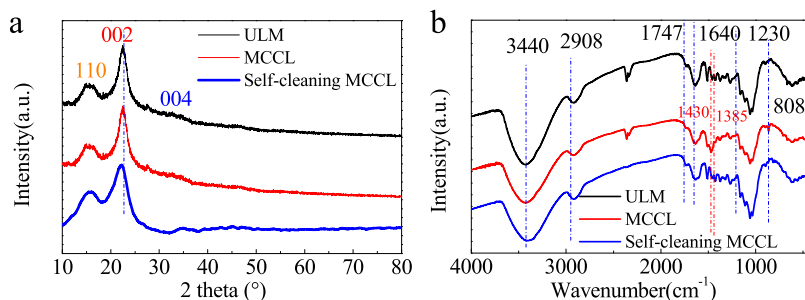 a
002
110
004
ULM
MCCL
Self-cleaning MCCL
Intensity(a.u.)
10 20 30 40 50 60 70 80
2 theta (°)
b
1747 1640 1230
3440 2908
1430 1385 808
Intensity(a.u.)
ULM
MCCL
Self-cleaning MCCL
4000 3000 2000 1000
Wavenumber(cm-1)